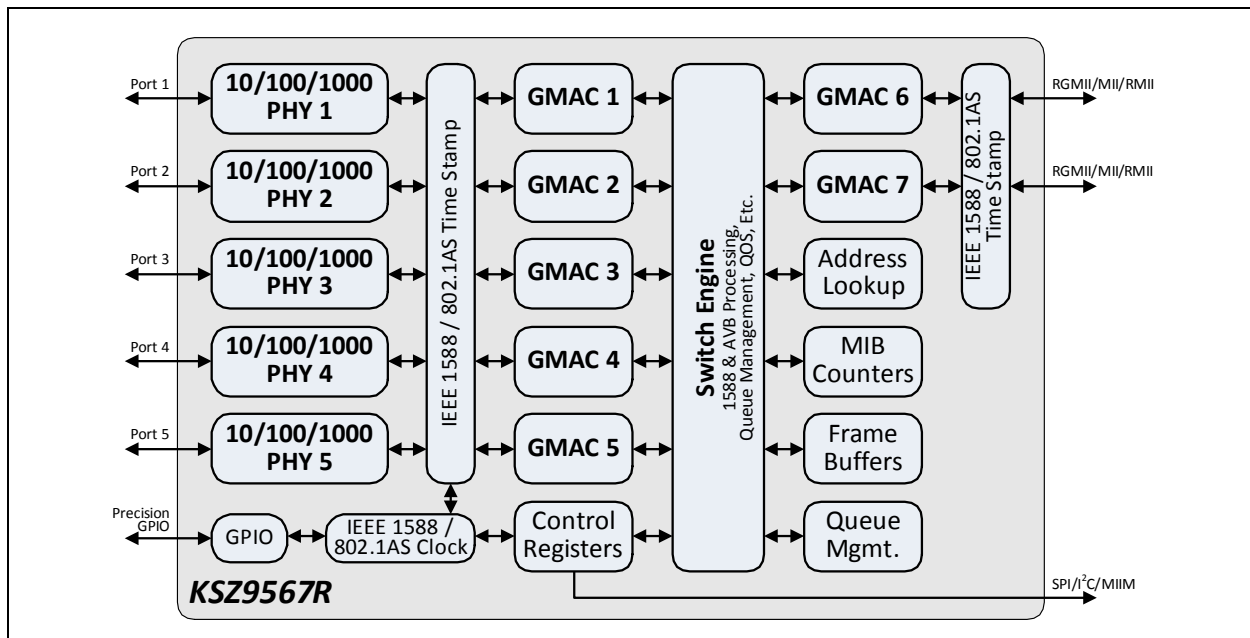 Port 1
10/100/1000
PHY 1
GMAC 1
GMAC 6
RGMII/MII/RMII
Port 2
10/100/1000
PHY 2
GMAC 2
GMAC 7
RGMII/MII/RMII
Port 3
10/100/1000
PHY 3
GMAC 3
Address
Lookup
Port 4
10/100/1000
PHY 4
GMAC 4
MIB
Counters
Port 5
10/100/1000
PHY 5
GMAC 5
Frame
Buffers
IEEE 1588 / 802.1AS Time Stamp
Switch Engine
1588 & AVB Processing,
Queue Management, QOS, Etc.
IEEE 1588 / 802.1AS
Time Stamp
Precision
GPIO
GPIO
IEEE 1588 /
802.1AS Clock
Control
Registers
Queue
Mgmt.
KSZ9567R
SPI/I²C/MIIM